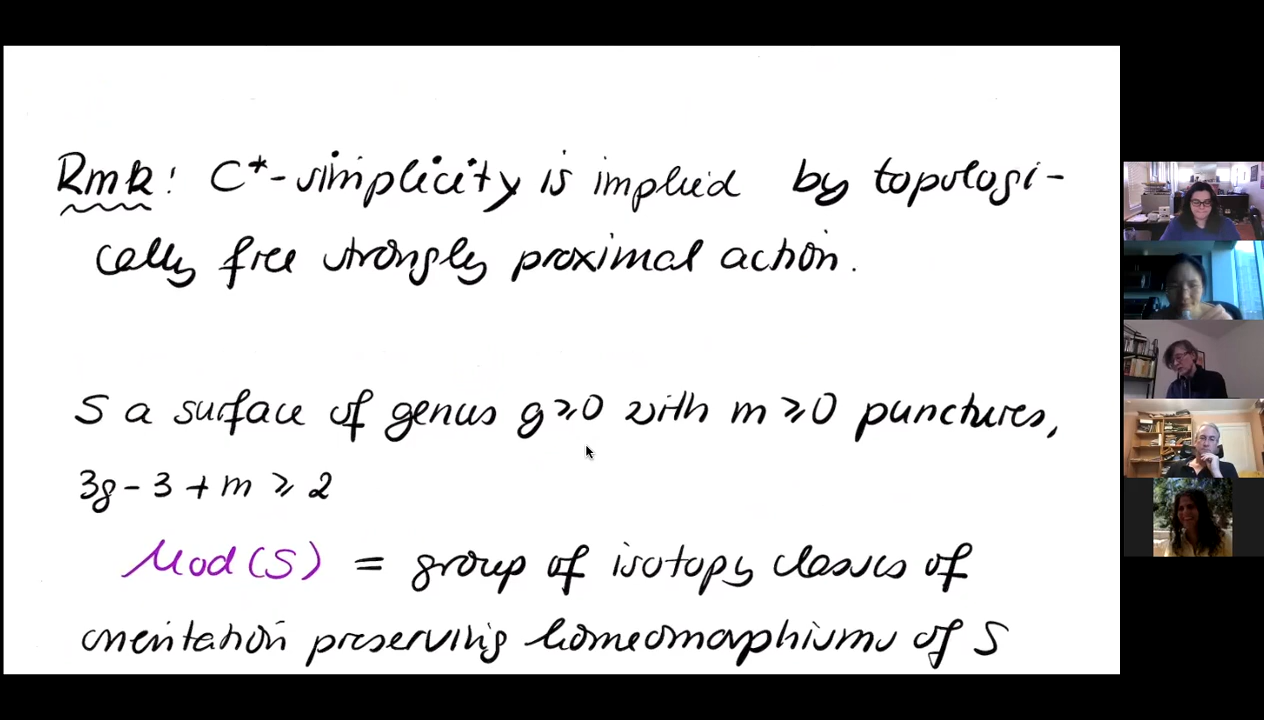 Rmk: C*-simplicity is implied by topologi-
cally free strongly proximal action.
S a surface of genus g ≥ 0 with m ≥ 0 punctures,
3g - 3 + m ≥ 2
Mod(S) = group of isotopy classes of
orientation preserving homeomorphisms of S